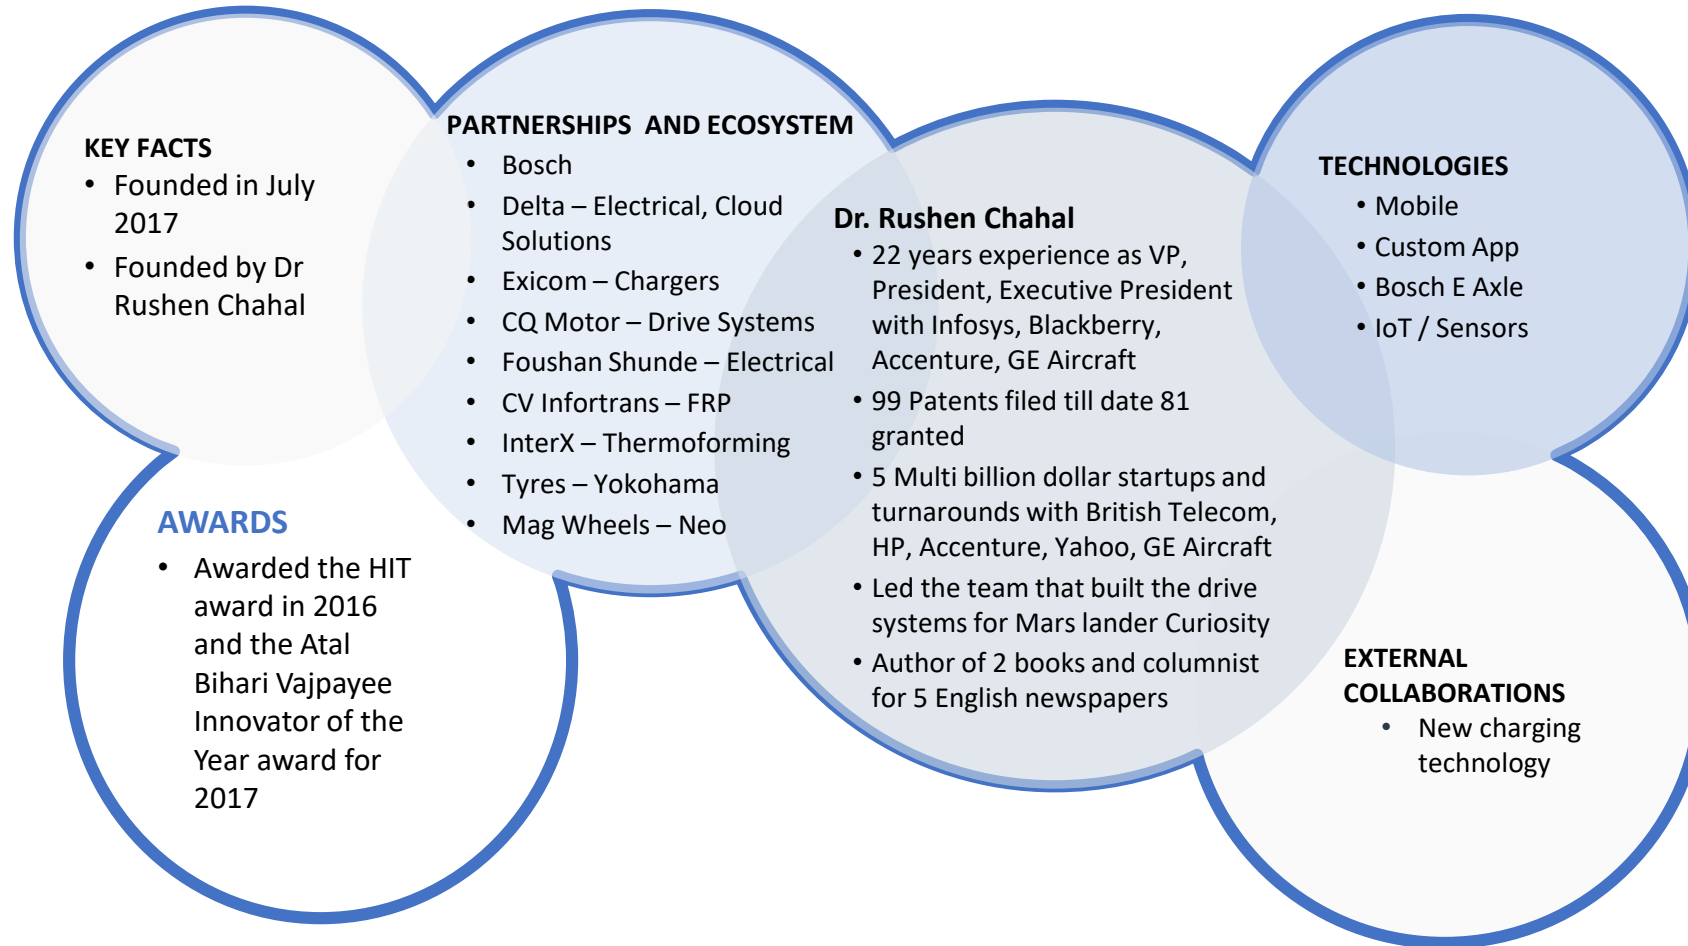 KEY FACTS
• Founded in July
2017
• Founded by Dr
Rushen Chahal
AWARDS
• Awarded the HIT
award in 2016
and the Atal
Bihari Vajpayee
Innovator of the
Year award for
2017
PARTNERSHIPS AND ECOSYSTEM
• Bosch
• Delta – Electrical, Cloud
Solutions
• Exicom – Chargers
• CQ Motor – Drive Systems
• Foushan Shunde – Electrical
• CV Infortrans – FRP
• InterX – Thermoforming
• Tyres – Yokohama
• Mag Wheels – Neo
Dr. Rushen Chahal
• 22 years experience as VP,
President, Executive President
with Infosys, Blackberry,
Accenture, GE Aircraft
• 99 Patents filed till date 81
granted
• 5 Multi billion dollar startups and
turnarounds with British Telecom,
HP, Accenture, Yahoo, GE Aircraft
• Led the team that built the drive
systems for Mars lander Curiosity
• Author of 2 books and columnist
for 5 English newspapers
TECHNOLOGIES
• Mobile
• Custom App
• Bosch E Axle
• IoT / Sensors
EXTERNAL
COLLABORATIONS
• New charging
technology